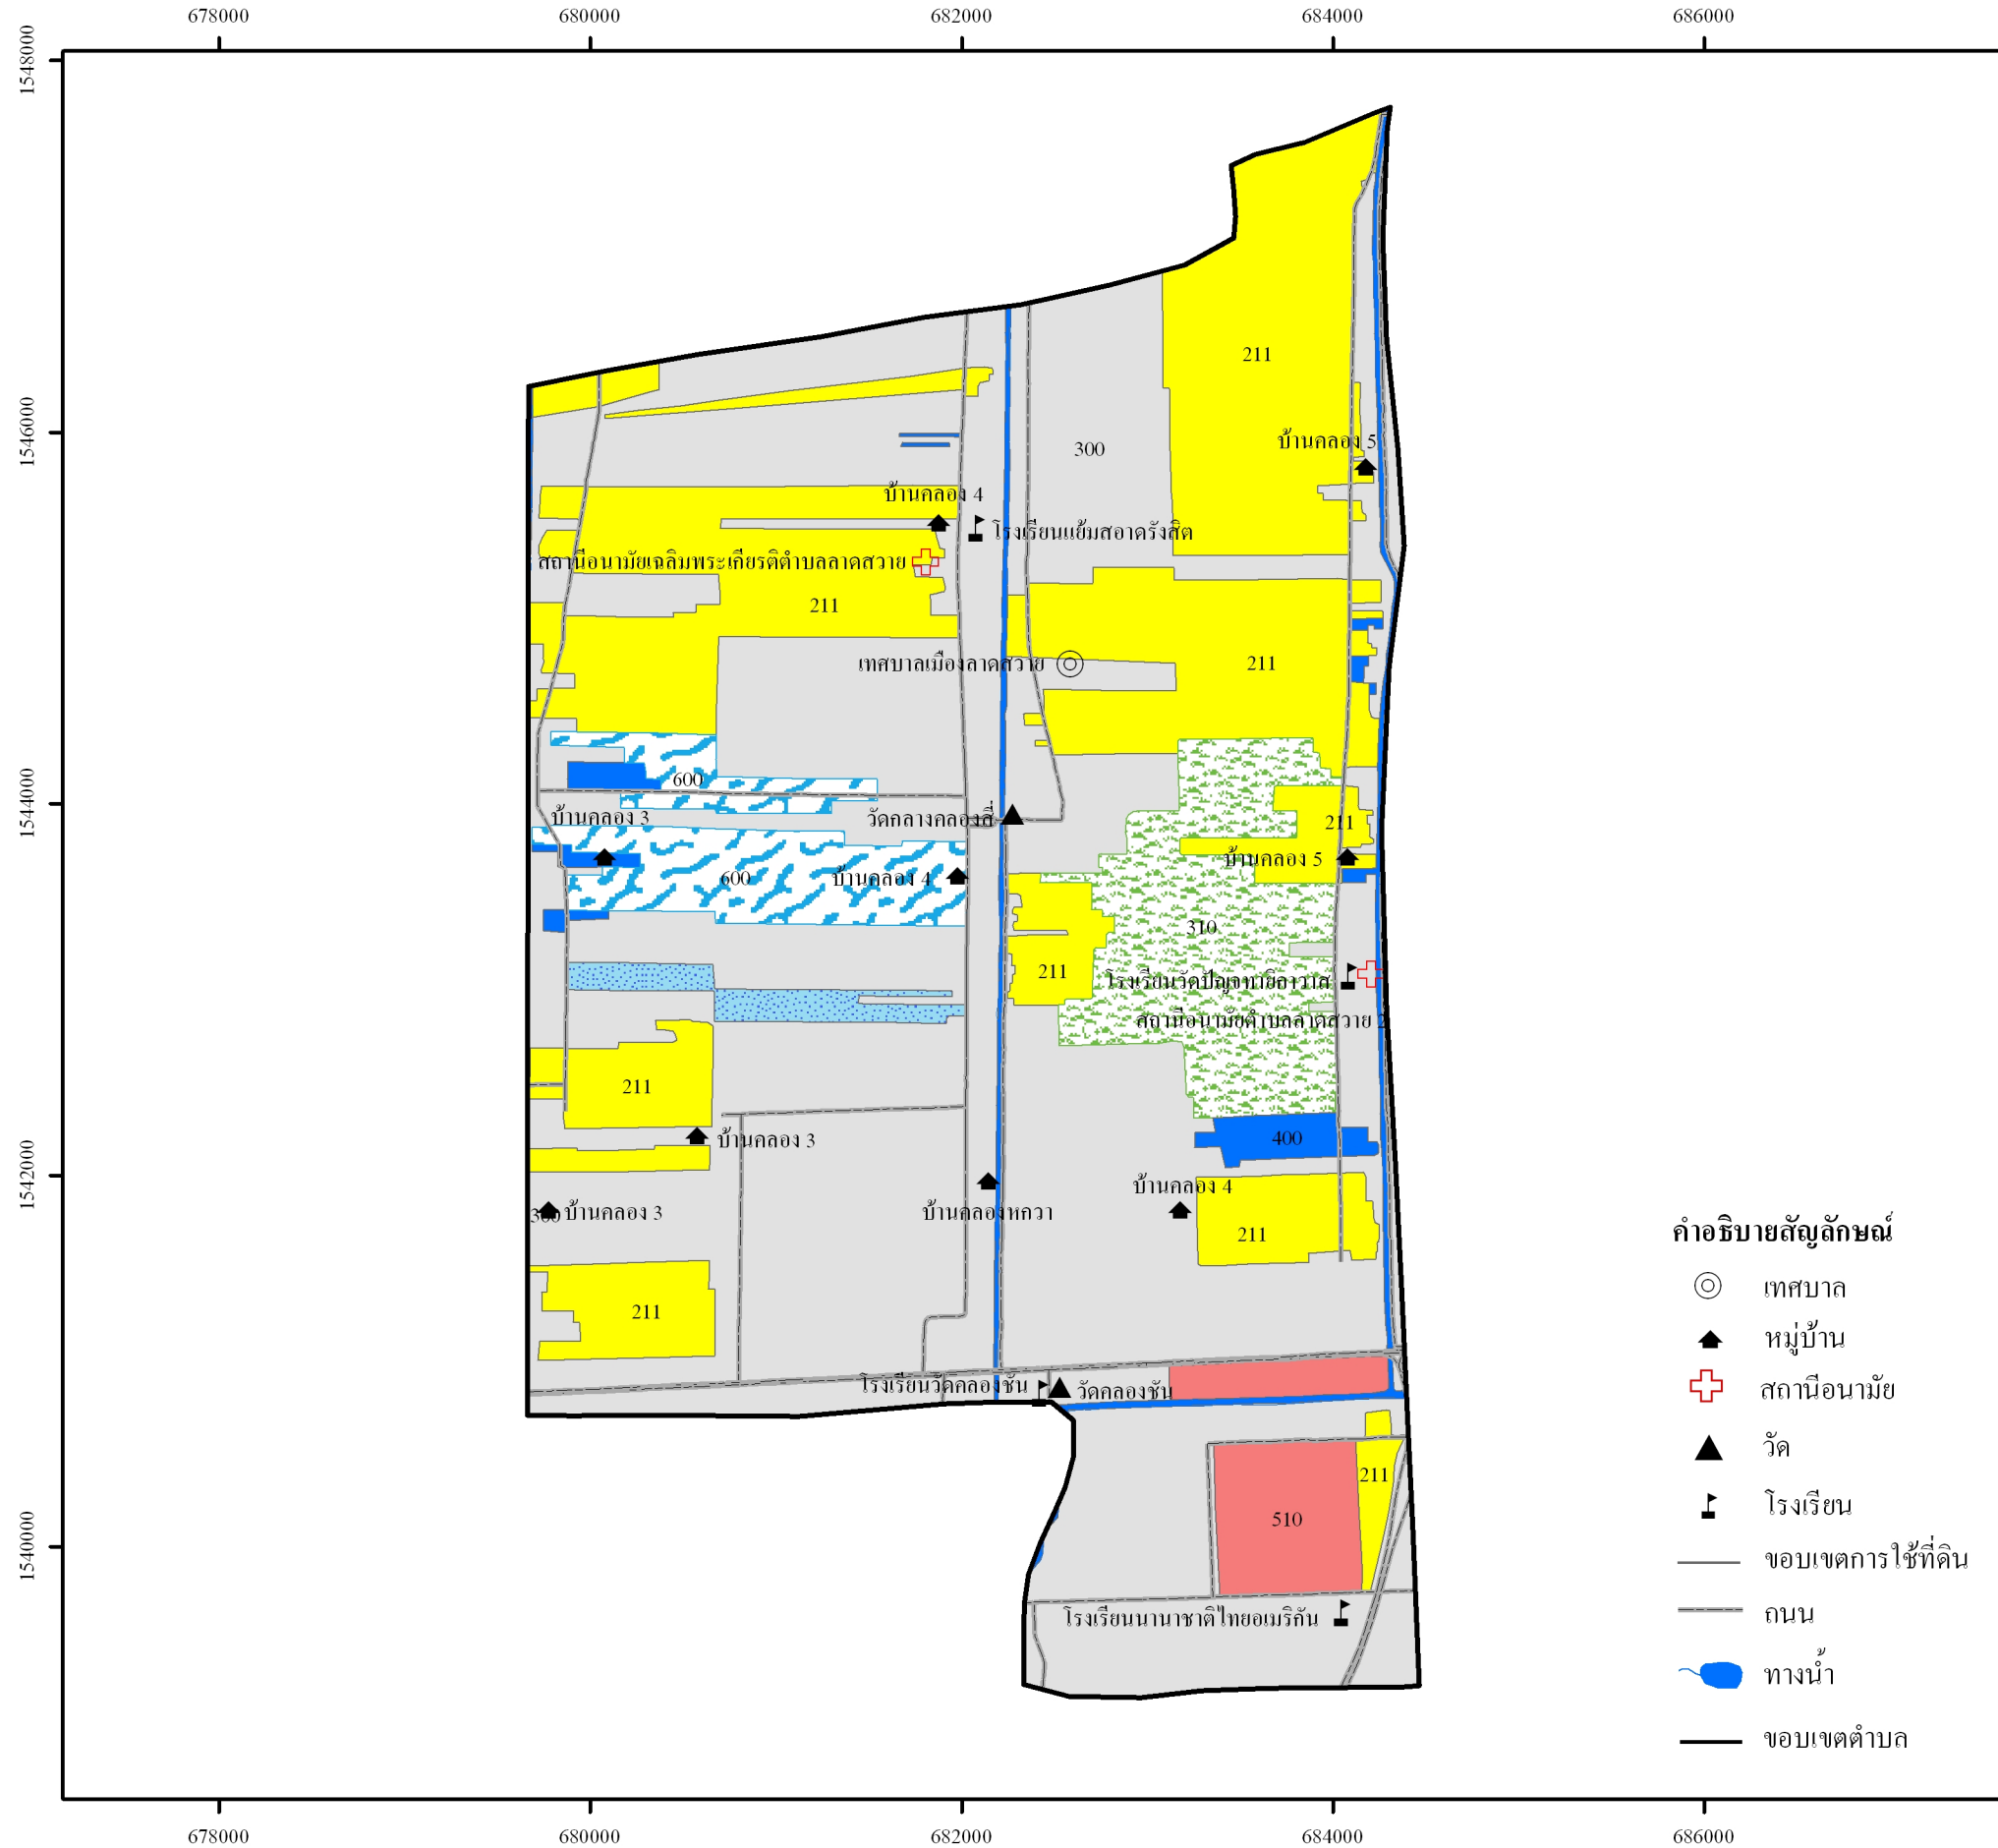 678000
680000
682000
684000
686000
1548000
1546000
1544000
1542000
1540000
211
300
บ้านคลอง 5
บ้านคลอง 4
โรงเรียนแย้มสอาดรังสิต
สถานีอนามัยเฉลิมพระเกียรติตำบลลาดสวาย
211
เทศบาลเมืองลาดสวาย
211
600
บ้านคลอง 3
วัดกลางคลองสี่
211
บ้านคลอง 5
600
บ้านคลอง 4
310
211
โรงเรียนวัดปัญจทายิกาวาส
สถานีอนามัยตำบลลาดสวาย 2
211
บ้านคลอง 3
400
บ้านคลอง 4
300
บ้านคลอง 3
บ้านคลองหกวา
211
211
โรงเรียนวัดคลองชัน
วัดคลองชัน
211
510
โรงเรียนนานาชาติไทยอเมริกัน
คำอธิบายสัญลักษณ์
เทศบาล
หมู่บ้าน
สถานีอนามัย
วัด
โรงเรียน
ขอบเขตการใช้ที่ดิน
ถนน
ทางน้ำ
ขอบเขตตำบล
678000
680000
682000
684000
686000